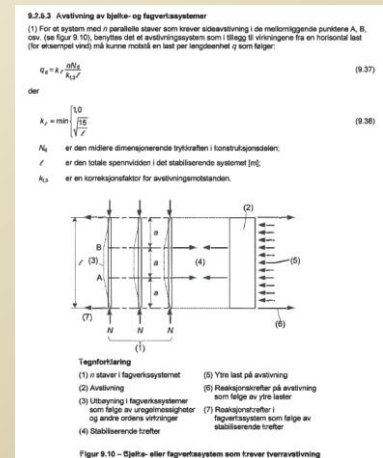 9.2.5.3 Avstivning av bjelke- og fagverksystemer
(1) For et system med n parallelle staver som krever sideavstivning i de mellomliggende punktene A, B,
osv. (se figur 9.10), benyttes det et avstivningssystem som i tillegg til virkningene fra en horisontal last
(for eksempel vind) må kunne motstå en last per lengdeenhet q som følger:
q_d = k_ℓ nN_d / k_f,3 ℓ (9.37)
der
k_ℓ = min { 1,0 √(15/ℓ) (9.38)
N_d er den midlere dimensjonerende trykkraften i konstruksjonsdelen;
ℓ er den totale spennvidden i det stabiliserende systemet [m];
k_f,3 er en korreksjonsfaktor for avstivningsmotstanden.
(2)
a
B
ℓ (3) a (4) (5)
A
a
(7) (6)
N N N
(1)
Tegnforklaring
(1) n staver i fagverksystemet
(2) Avstivning
(3) Utbøyning i fagverksystemer
som følge av uregelmessigheter
og andre ordens virkninger
(4) Stabiliserende krefter
(5) Ytre last på avstivning
(6) Reaksjonskrefter på avstivning
som følge av ytre laster
(7) Reaksjonskrefter i
fagverksystem som følge av
stabiliserende krefter
Figur 9.10 – Bjelke- eller fagverksystem som krever tverravstivning